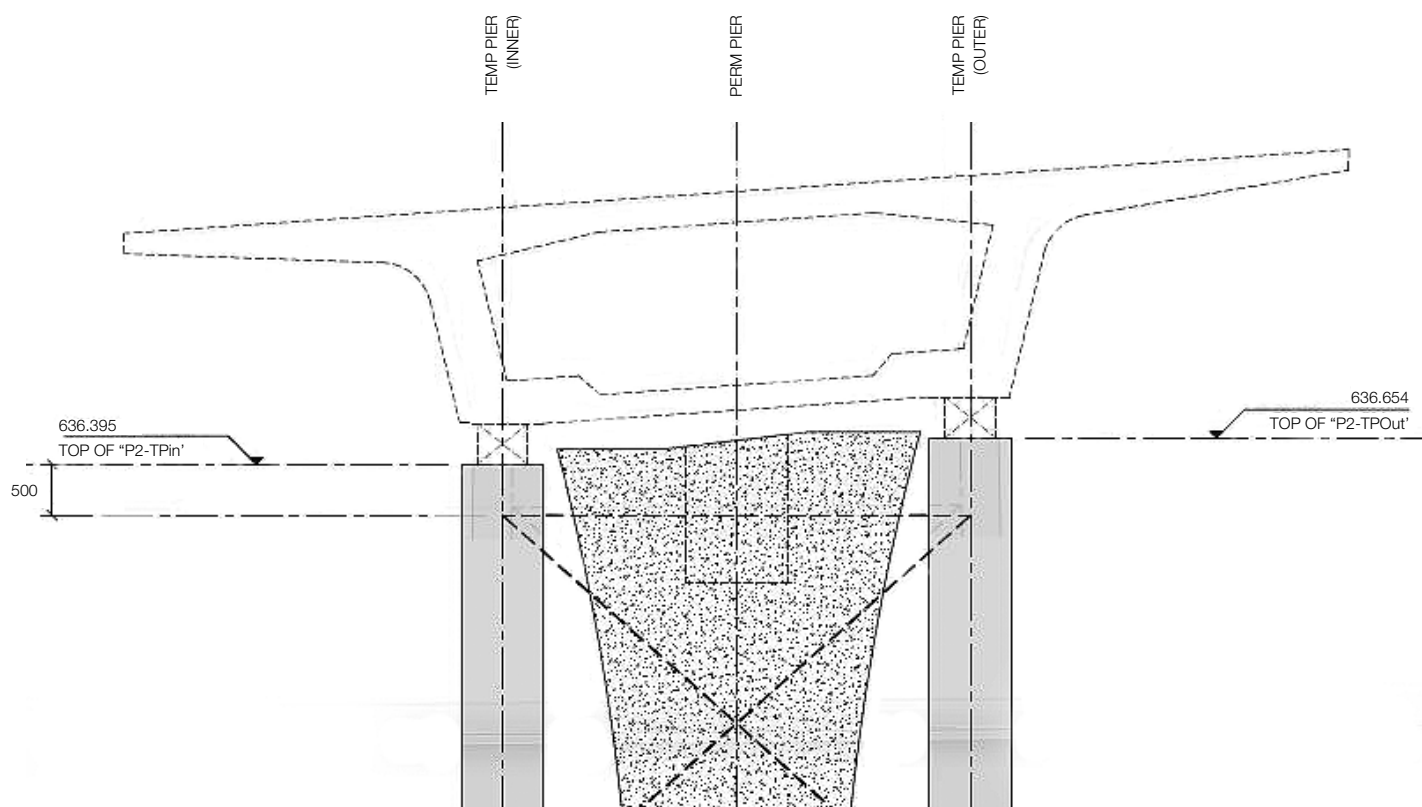 TEMP PIER
(INNER)
PERM PIER
TEMP PIER
(OUTER)
636.395
TOP OF “P2-TPin’
500
636.654
TOP OF “P2-TPOut’